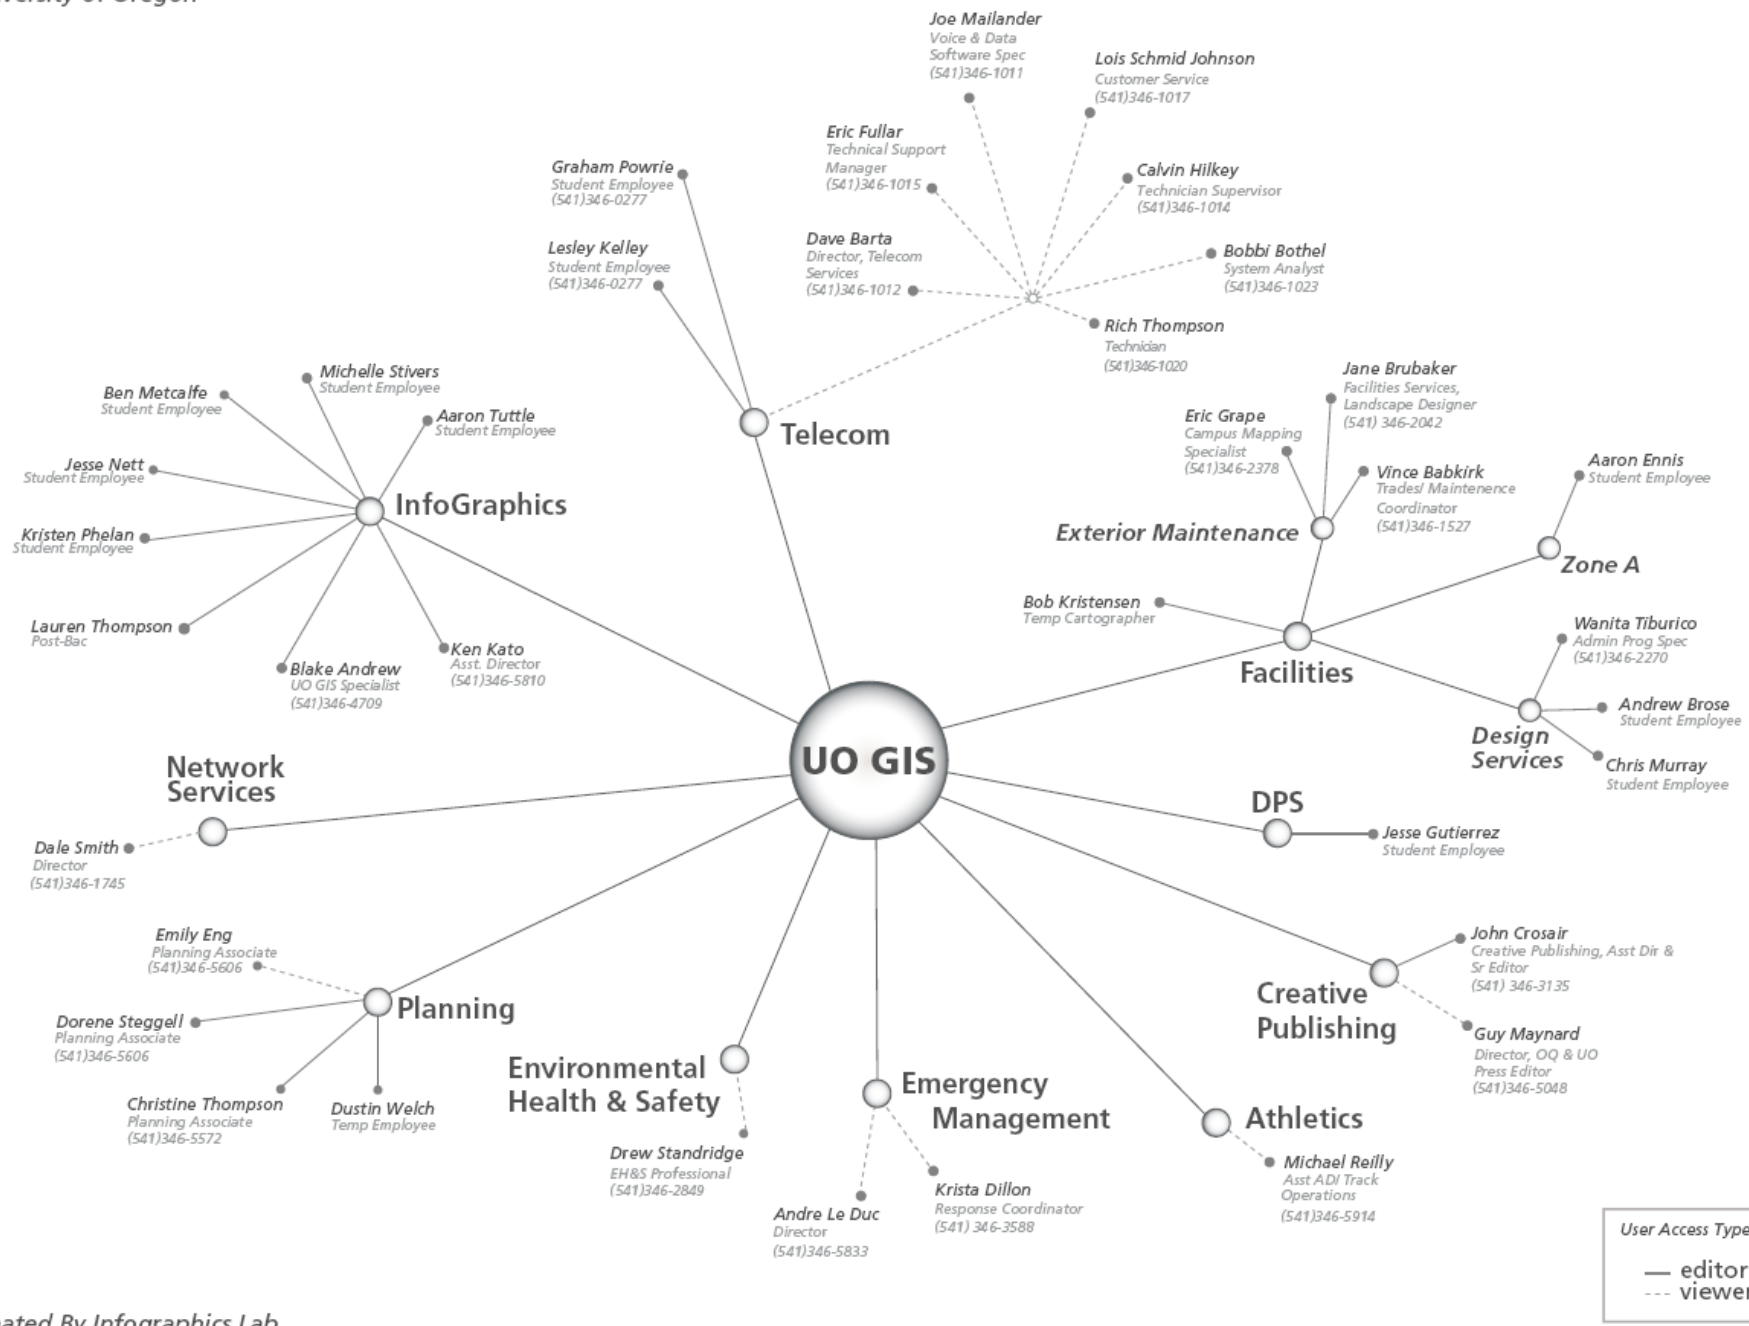 University of Oregon
Joe Mailander
Voice & Data
Software Spec
(541)346-1011
Lois Schmid Johnson
Customer Service
(541)346-1017
Eric Fullar
Technical Support
Manager
(541)346-1015
Calvin Hilkey
Technician Supervisor
(541)346-1014
Graham Powrie
Student Employee
(541)346-0277
Lesley Kelley
Student Employee
(541)346-0277
Dave Barta
Director, Telecom
Services
(541)346-1012
Bobbi Bothel
System Analyst
(541)346-1023
Rich Thompson
Technician
(541)346-1020
Telecom
Michelle Stivers
Student Employee
Ben Metcalfe
Student Employee
Aaron Tuttle
Student Employee
Jesse Nett
Student Employee
InfoGraphics
Kristen Phelan
Student Employee
Lauren Thompson
Post-Bac
Blake Andrew
UO GIS Specialist
(541)346-4709
Ken Kato
Asst. Director
(541)346-5810
Jane Brubaker
Facilities Services,
Landscape Designer
(541) 346-2042
Eric Grape
Campus Mapping
Specialist
(541)346-2378
Vince Babkirk
Trades/ Maintenence
Coordinator
(541)346-1527
Exterior Maintenance
Aaron Ennis
Student Employee
Zone A
Bob Kristensen
Temp Cartographer
Facilities
Wanita Tiburico
Admin Prog Spec
(541)346-2270
Andrew Brose
Student Employee
Design
Services
Chris Murray
Student Employee
UO GIS
Network
Services
Dale Smith
Director
(541)346-1745
DPS
Jesse Gutierrez
Student Employee
Emily Eng
Planning Associate
(541)346-5606
Planning
Dorene Steggell
Planning Associate
(541)346-5606
Christine Thompson
Planning Associate
(541)346-5572
Dustin Welch
Temp Employee
Environmental
Health & Safety
Drew Standridge
EH&S Professional
(541)346-2849
Emergency
Management
Andre Le Duc
Director
(541)346-5833
Krista Dillon
Response Coordinator
(541) 346-3588
Athletics
Michael Reilly
Asst AD/ Track
Operations
(541)346-5914
Creative
Publishing
John Crosair
Creative Publishing, Asst Dir &
Sr Editor
(541) 346-3135
Guy Maynard
Director, OQ & UO
Press Editor
(541)346-5048
User Access Type
editor
viewer
ated By Infographics Lab